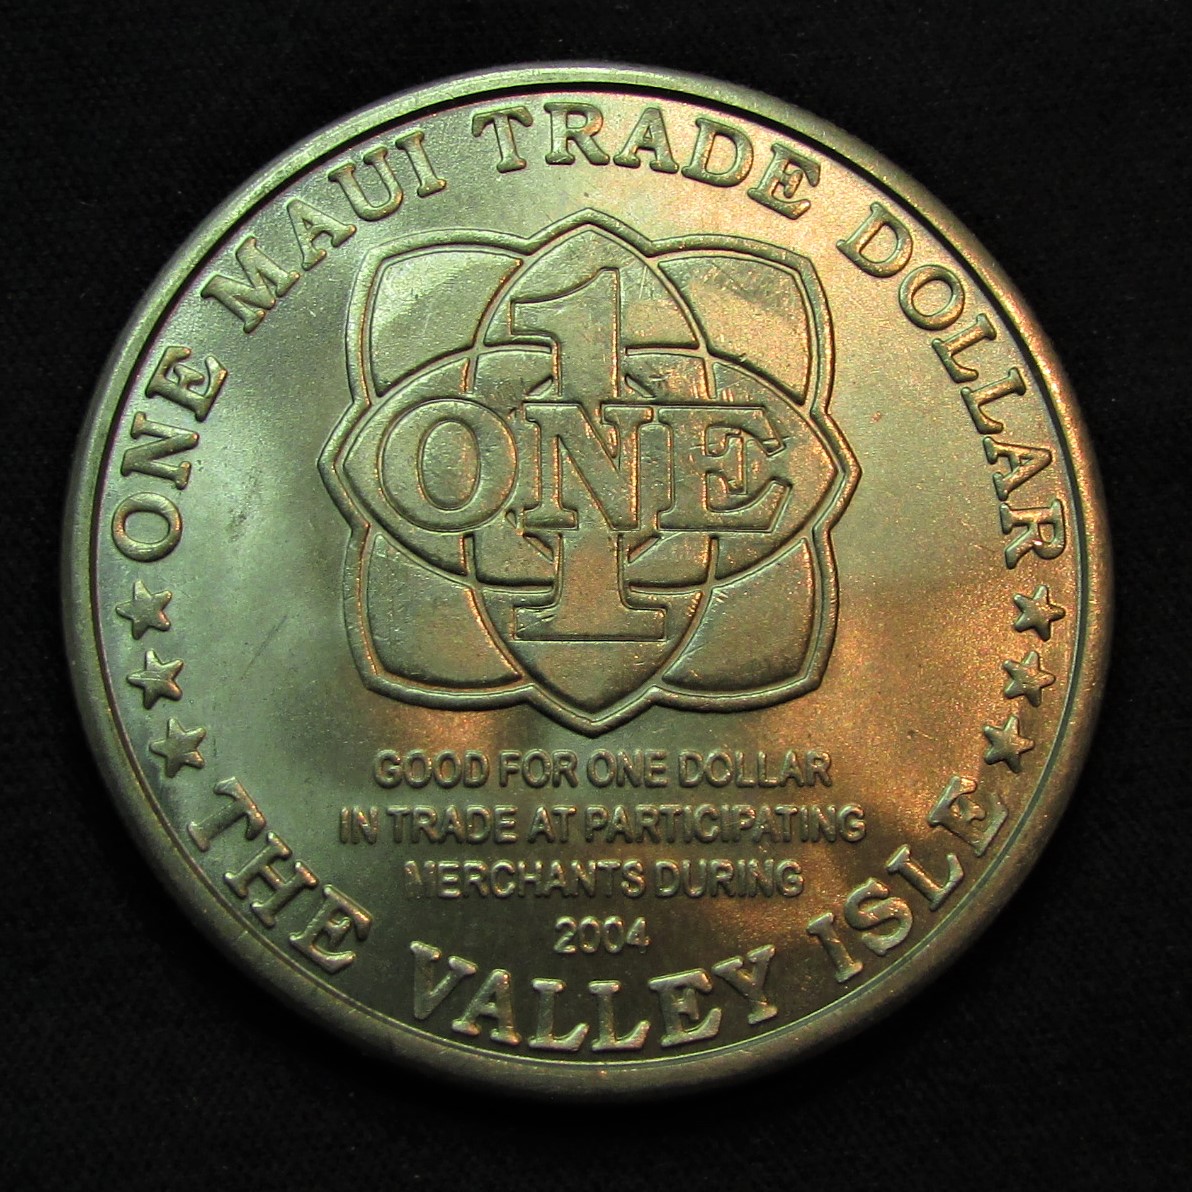 ONE MAUI TRADE DOLLAR
1
ONE
GOOD FOR ONE DOLLAR
IN TRADE AT PARTICIPATING
MERCHANTS DURING
2004
THE VALLEY ISLE